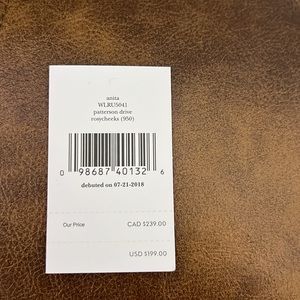 anita
WLRU5041
patterson drive
rosycheeks (950)
0 98687 40132 6
debuted on 07-21-2018
Our Price CAD $239.00
USD $199.00